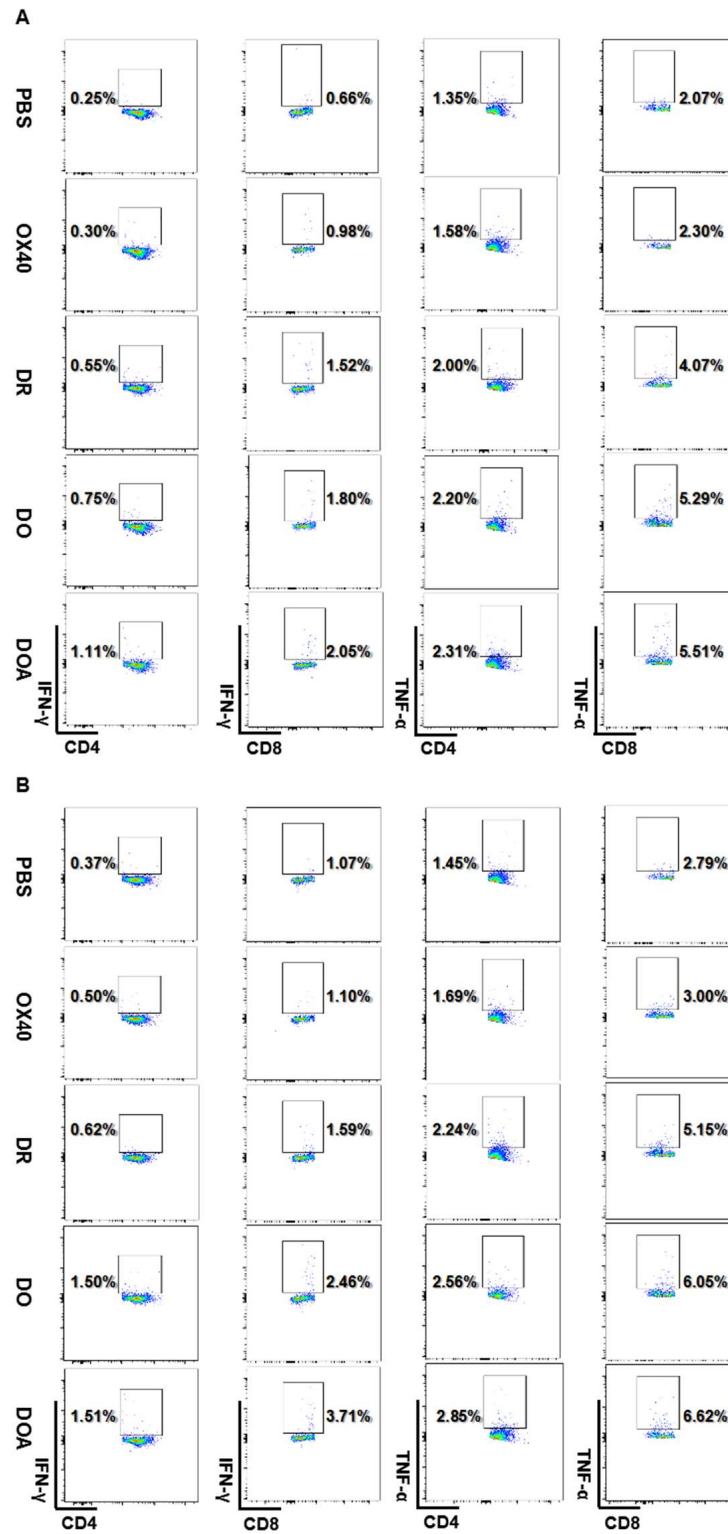 A
PBS 0.25% 0.66% 1.35% 2.07%
OX40 0.30% 0.98% 1.58% 2.30%
DR 0.55% 1.52% 2.00% 4.07%
DO 0.75% 1.80% 2.20% 5.29%
DOA 1.11% 2.05% 2.31% 5.51%
IFN-γ IFN-γ TNF-α TNF-α
CD4 CD8 CD4 CD8
B
PBS 0.37% 1.07% 1.45% 2.79%
OX40 0.50% 1.10% 1.69% 3.00%
DR 0.62% 1.59% 2.24% 5.15%
DO 1.50% 2.46% 2.56% 6.05%
DOA 1.51% 3.71% 2.85% 6.62%
IFN-γ IFN-γ TNF-α TNF-α
CD4 CD8 CD4 CD8